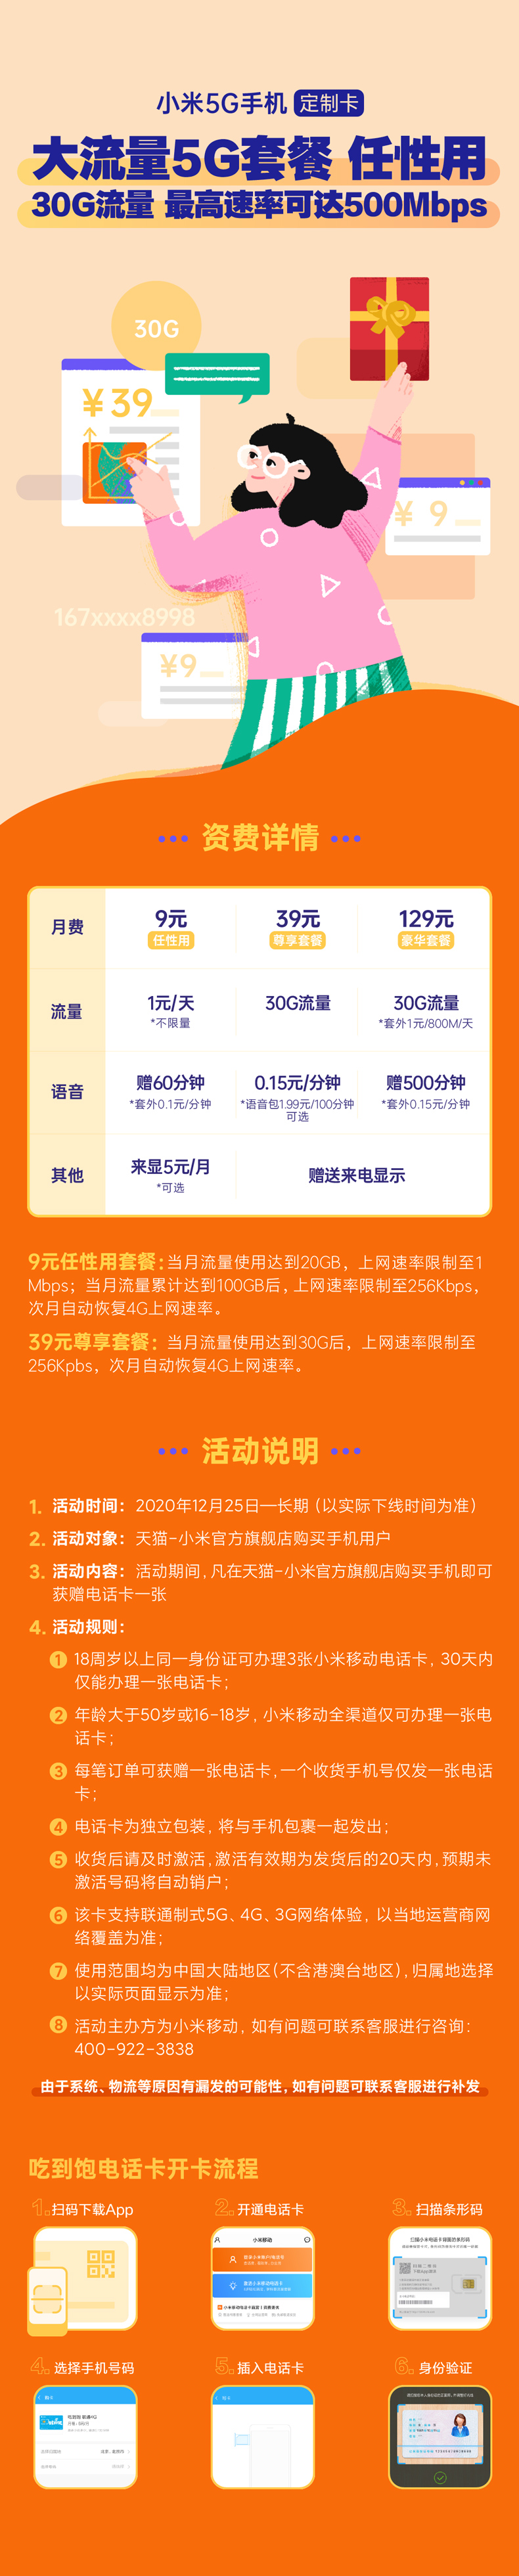 小米5G手机 定制卡
大流量5G套餐 任性用
30G流量 最高速率可达500Mbps
30G
¥39
¥ 9
167xxxx8998
¥9
资费详情
月费 9元 39元 129元
任性用 尊享套餐 豪华套餐
流量 1元/天 30G流量 30G流量
*不限量 *套外1元/800M/天
语音 赠60分钟 0.15元/分钟 赠500分钟
*套外0.1元/分钟 *语音包1.99元/100分钟 *套外0.15元/分钟
可选
其他 来显5元/月 赠送来电显示
*可选
9元任性用套餐:当月流量使用达到20GB，上网速率限制至1
Mbps；当月流量累计达到100GB后，上网速率限制至256Kbps，
次月自动恢复4G上网速率。
39元尊享套餐：当月流量使用达到30G后，上网速率限制至
256Kpbs，次月自动恢复4G上网速率。
活动说明
1. 活动时间：2020年12月25日—长期（以实际下线时间为准）
2. 活动对象：天猫-小米官方旗舰店购买手机用户
3. 活动内容：活动期间，凡在天猫-小米官方旗舰店购买手机即可
获赠电话卡一张
4. 活动规则：
1 18周岁以上同一身份证可办理3张小米移动电话卡，30天内
仅能办理一张电话卡；
2 年龄大于50岁或16-18岁，小米移动全渠道仅可办理一张电
话卡；
3 每笔订单可获赠一张电话卡，一个收货手机号仅发一张电话
卡；
4 电话卡为独立包装，将与手机包裹一起发出；
5 收货后请及时激活，激活有效期为发货后的20天内，预期未
激活号码将自动销户；
6 该卡支持联通制式5G、4G、3G网络体验，以当地运营商网
络覆盖为准；
7 使用范围均为中国大陆地区(不含港澳台地区)，归属地选择
以实际页面显示为准；
8 活动主办方为小米移动，如有问题可联系客服进行咨询：
400-922-3838
由于系统、物流等原因有漏发的可能性，如有问题可联系客服进行补发
吃到饱电话卡开卡流程
1.扫码下载App 2.开通电话卡 3.扫描条形码
小米移动
4.选择手机号码 5.插入电话卡 6.身份验证